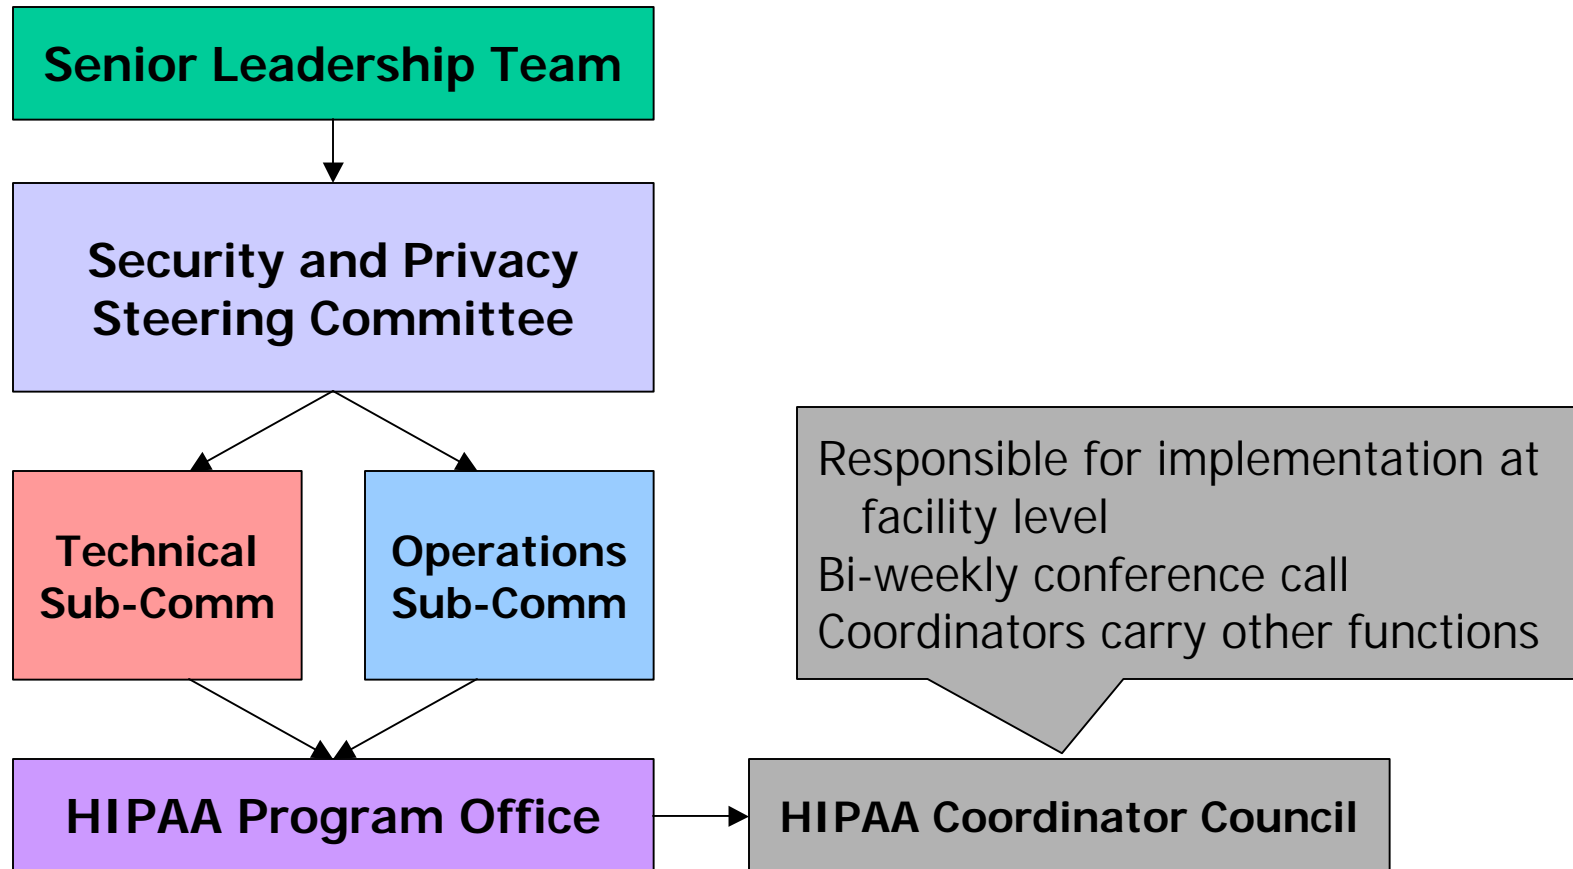 Senior Leadership Team
Security and Privacy
Steering Committee
Technical
Sub-Comm
Operations
Sub-Comm
Responsible for implementation at
facility level
Bi-weekly conference call
Coordinators carry other functions
HIPAA Program Office
HIPAA Coordinator Council